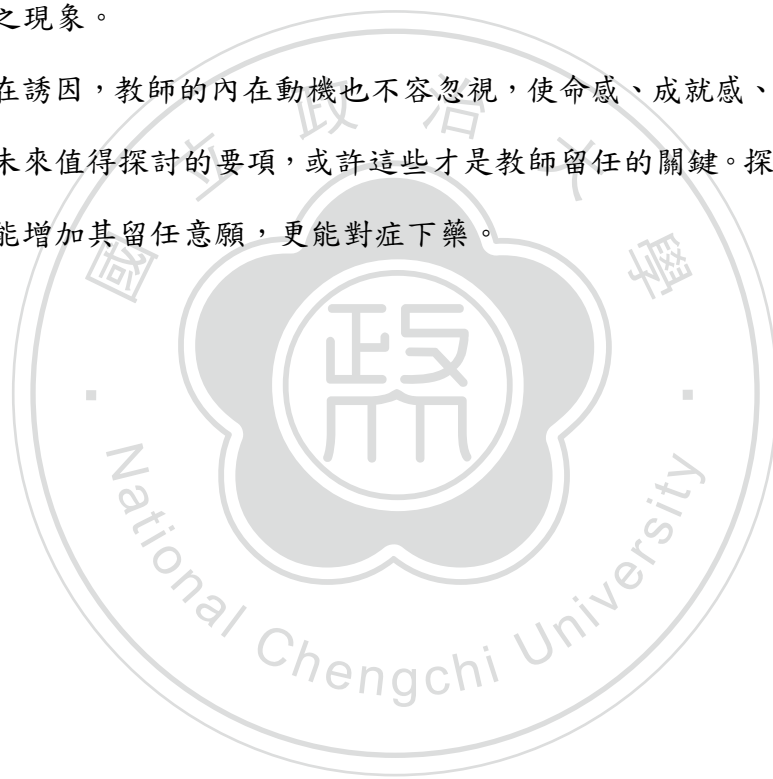 之現象。
在誘因，教師的內在動機也不容忽視，使命感、成就感、
未來值得探討的要項，或許這些才是教師留任的關鍵。探
能增加其留任意願，更能對症下藥。
國立政治大學
政
National Chengchi University